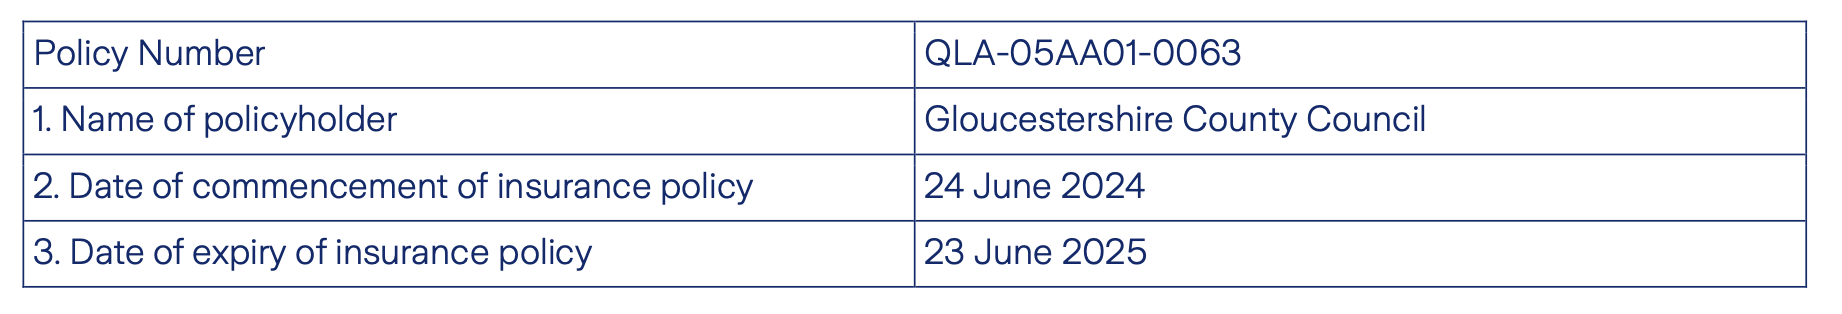 Policy Number QLA-05AA01-0063
1. Name of policyholder Gloucestershire County Council
2. Date of commencement of insurance policy 24 June 2024
3. Date of expiry of insurance policy 23 June 2025